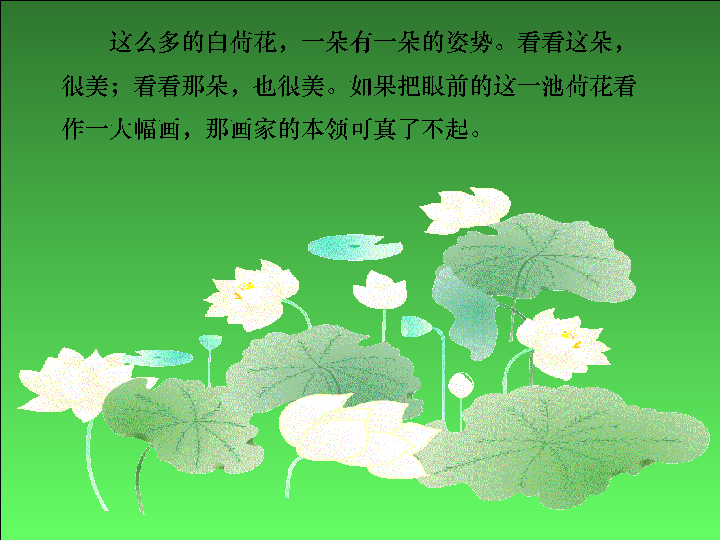 这么多的白荷花，一朵有一朵的姿势。看看这朵，
很美；看看那朵，也很美。如果把眼前的这一池荷花看
作一大幅画，那画家的本领可真了不起。